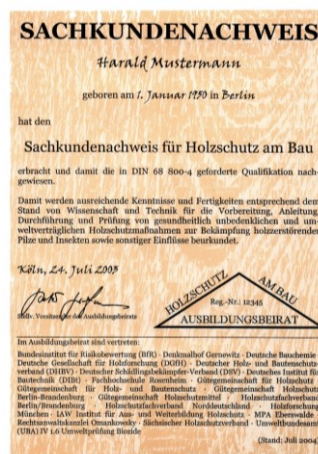 SACHKUNDENACHWEIS
Harald Mustermann
geboren am 1. Januar 1950 in Berlin
hat den
Sachkundenachweis für Holzschutz am Bau
erbracht und damit die in DIN 68 800-4 geforderte Qualifikation nach-
gewiesen.
Damit werden ausreichende Kenntnisse und Fertigkeiten entsprechend dem
Stand von Wissenschaft und Technik für die Vorbereitung, Anleitung,
Durchführung und Prüfung von gesundheitlich unbedenklichen und um-
weltverträglichen Holzschutzmaßnahmen zur Bekämpfung holzzerstörender
Pilze und Insekten sowie sonstiger Einflüsse beurkundet.
Köln, 24. Juli 2005
Stellv. Vorsitzender des Ausbildungsbeirats
HOLZSCHUTZ AM BAU
Reg.-Nr.: 12345
AUSBILDUNGSBEIRAT
Im Ausbildungsbeirat sind vertreten:
Bundesinstitut für Risikobewertung (BfR) · Denkmalhof Gernewitz · Deutsche Bauchemie
Deutsche Gesellschaft für Holzforschung (DGfH) · Deutscher Holz- und Bautenschutz-
verband (DHBV) · Deutscher Schädlingsbekämpfer-Verband (DSV) · Deutsches Institut für
Bautechnik (DIBt) · Fachhochschule Rosenheim · Gütegemeinschaft für Holzschutz
Gütegemeinschaft für Holz- und Bautenschutz · Gütegemeinschaft Holzschutz
Berlin-Brandenburg · Gütegemeinschaft Holzschutzmittel · Holzschutzfachverband
Berlin/Brandenburg · Holzschutzfachverband Norddeutschland · Holzforschung
München · IAW Institut für Aus- und Weiterbildung Holzschutz · MPA Eberswalde
Rechtsanwaltskanzlei Omankowsky · Sächsischer Holzschutzverband · Umweltbundesamt
(UBA) IV 1.6 Umweltprüfung Biozide
(Stand: Juli 2004)